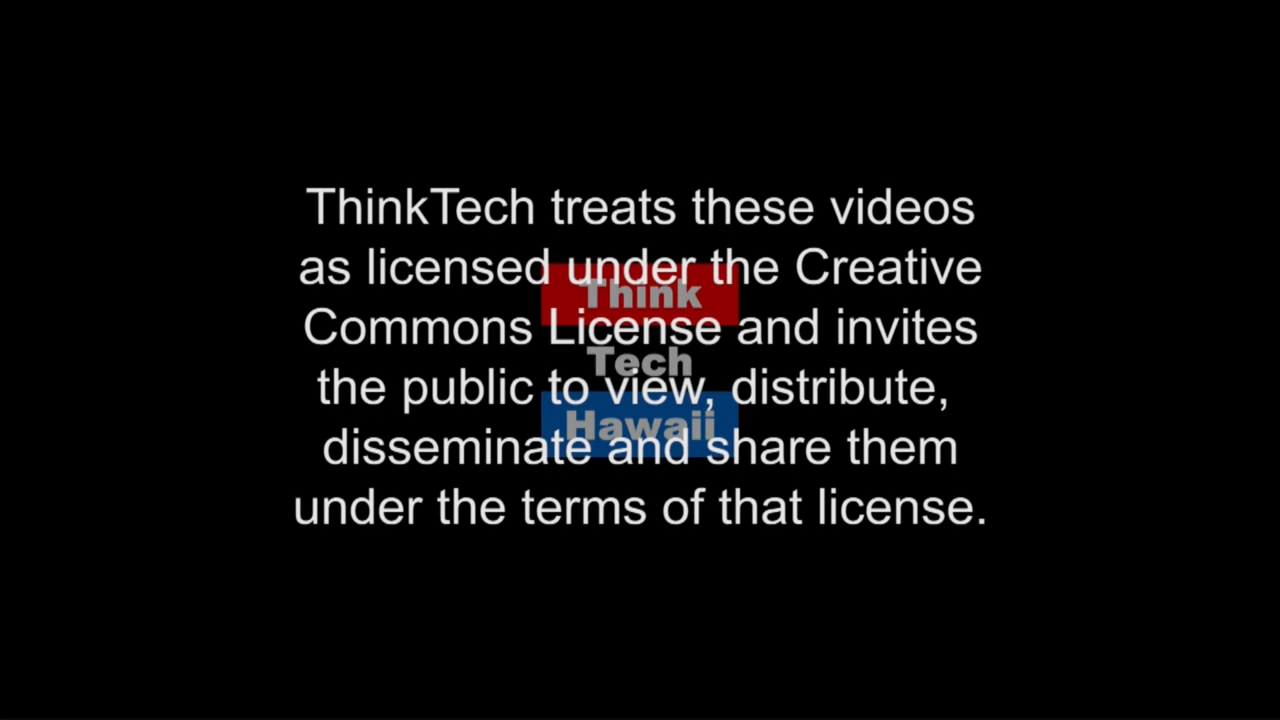 ThinkTech treats these videos
as licensed under the Creative
Commons License and invites
the public to view, distribute,
disseminate and share them
under the terms of that license.
Think
Tech
Hawaii